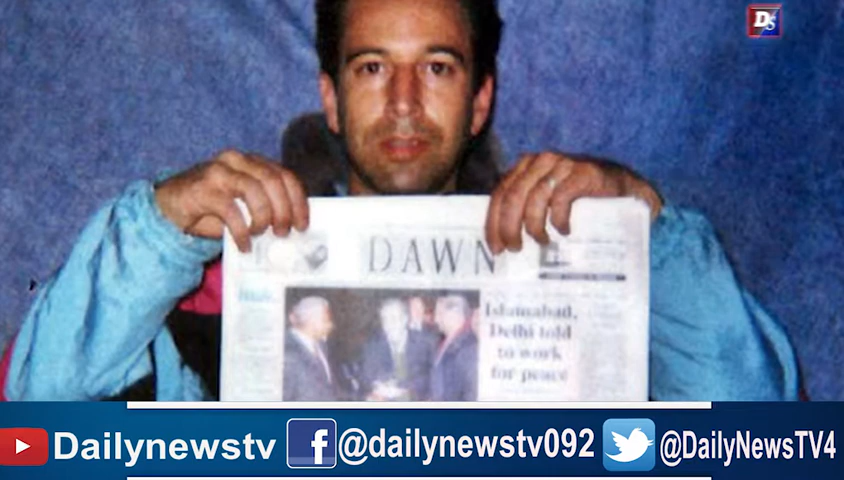 DS
DAWN
Islamabad,
Delhi told
to work
for peace
Dailynewstv
@dailynewstv092
@DailyNewsTV4